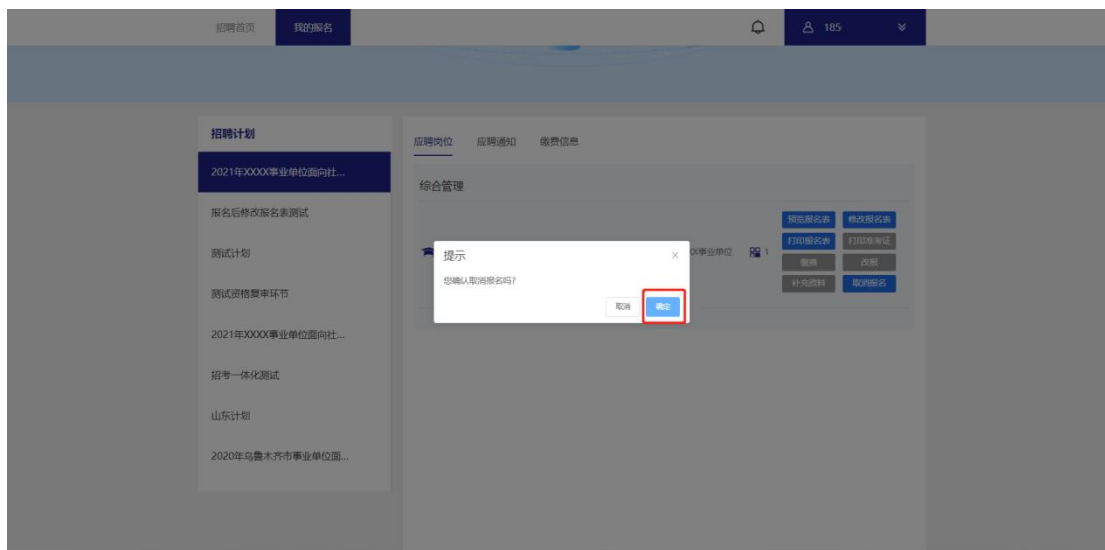 招聘首页
我的报名
185
招聘计划
2021年XXXX事业单位面向社...
报名后修改报名表测试
测试计划
测试资格复审环节
2021年XXXX事业单位面向社...
招考一体化测试
山东计划
2020年乌鲁木齐市事业单位面...
应聘岗位 应聘通知 缴费信息
综合管理
X事业单位
1
预览报名表 修改报名表
打印报名表 打印准考证
缴费 改报
补充资料 取消报名
提示
您确认取消报名吗?
取消 确定